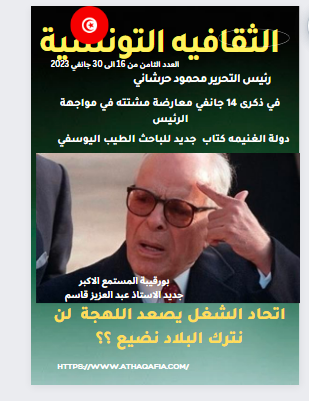 الثقافيه التونسية
العدد الثامن من 16 الى 30 جانفي 2023
رئيس التحرير محمود حرشاني
في ذكرى 14 جانفي معارضة مشتته في مواجهة
الرئيس
دولة الغنيمه كتاب جديد للباحث الطيب اليوسفي
بورقيبة المستمع الاكبر
جديد الاستاذ عبد العزيز قاسم
اتحاد الشغل يصعد اللهجة لن
نترك البلاد تضيع ؟؟
HTTPS://WWW.ATHAQAFIA.COM/